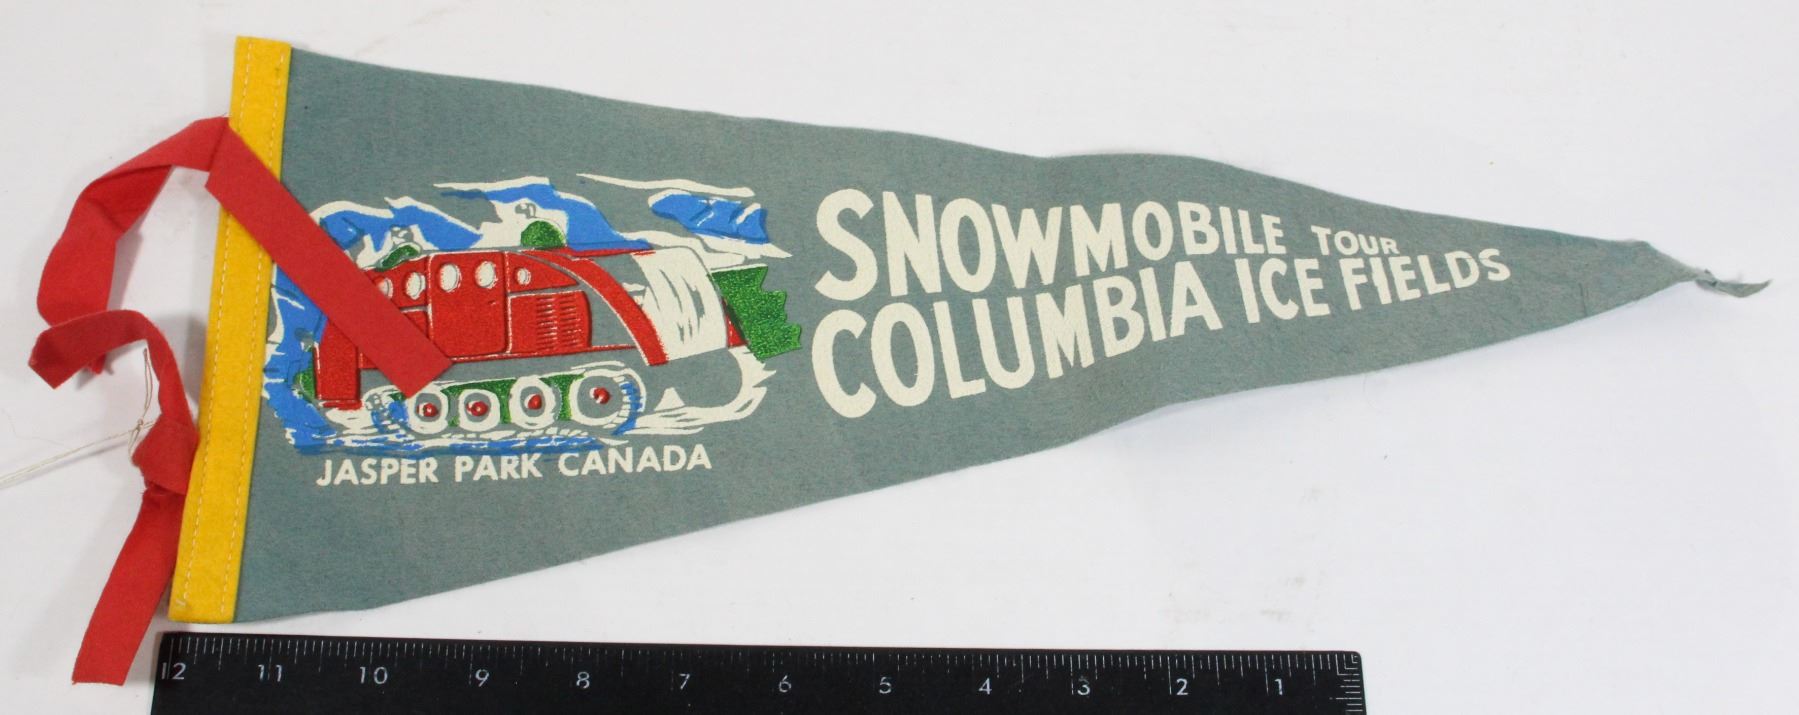 SNOWMOBILE TOUR
COLUMBIA ICE FIELDS
JASPER PARK CANADA
12 11 10 9 8 7 6 5 4 3 2 1